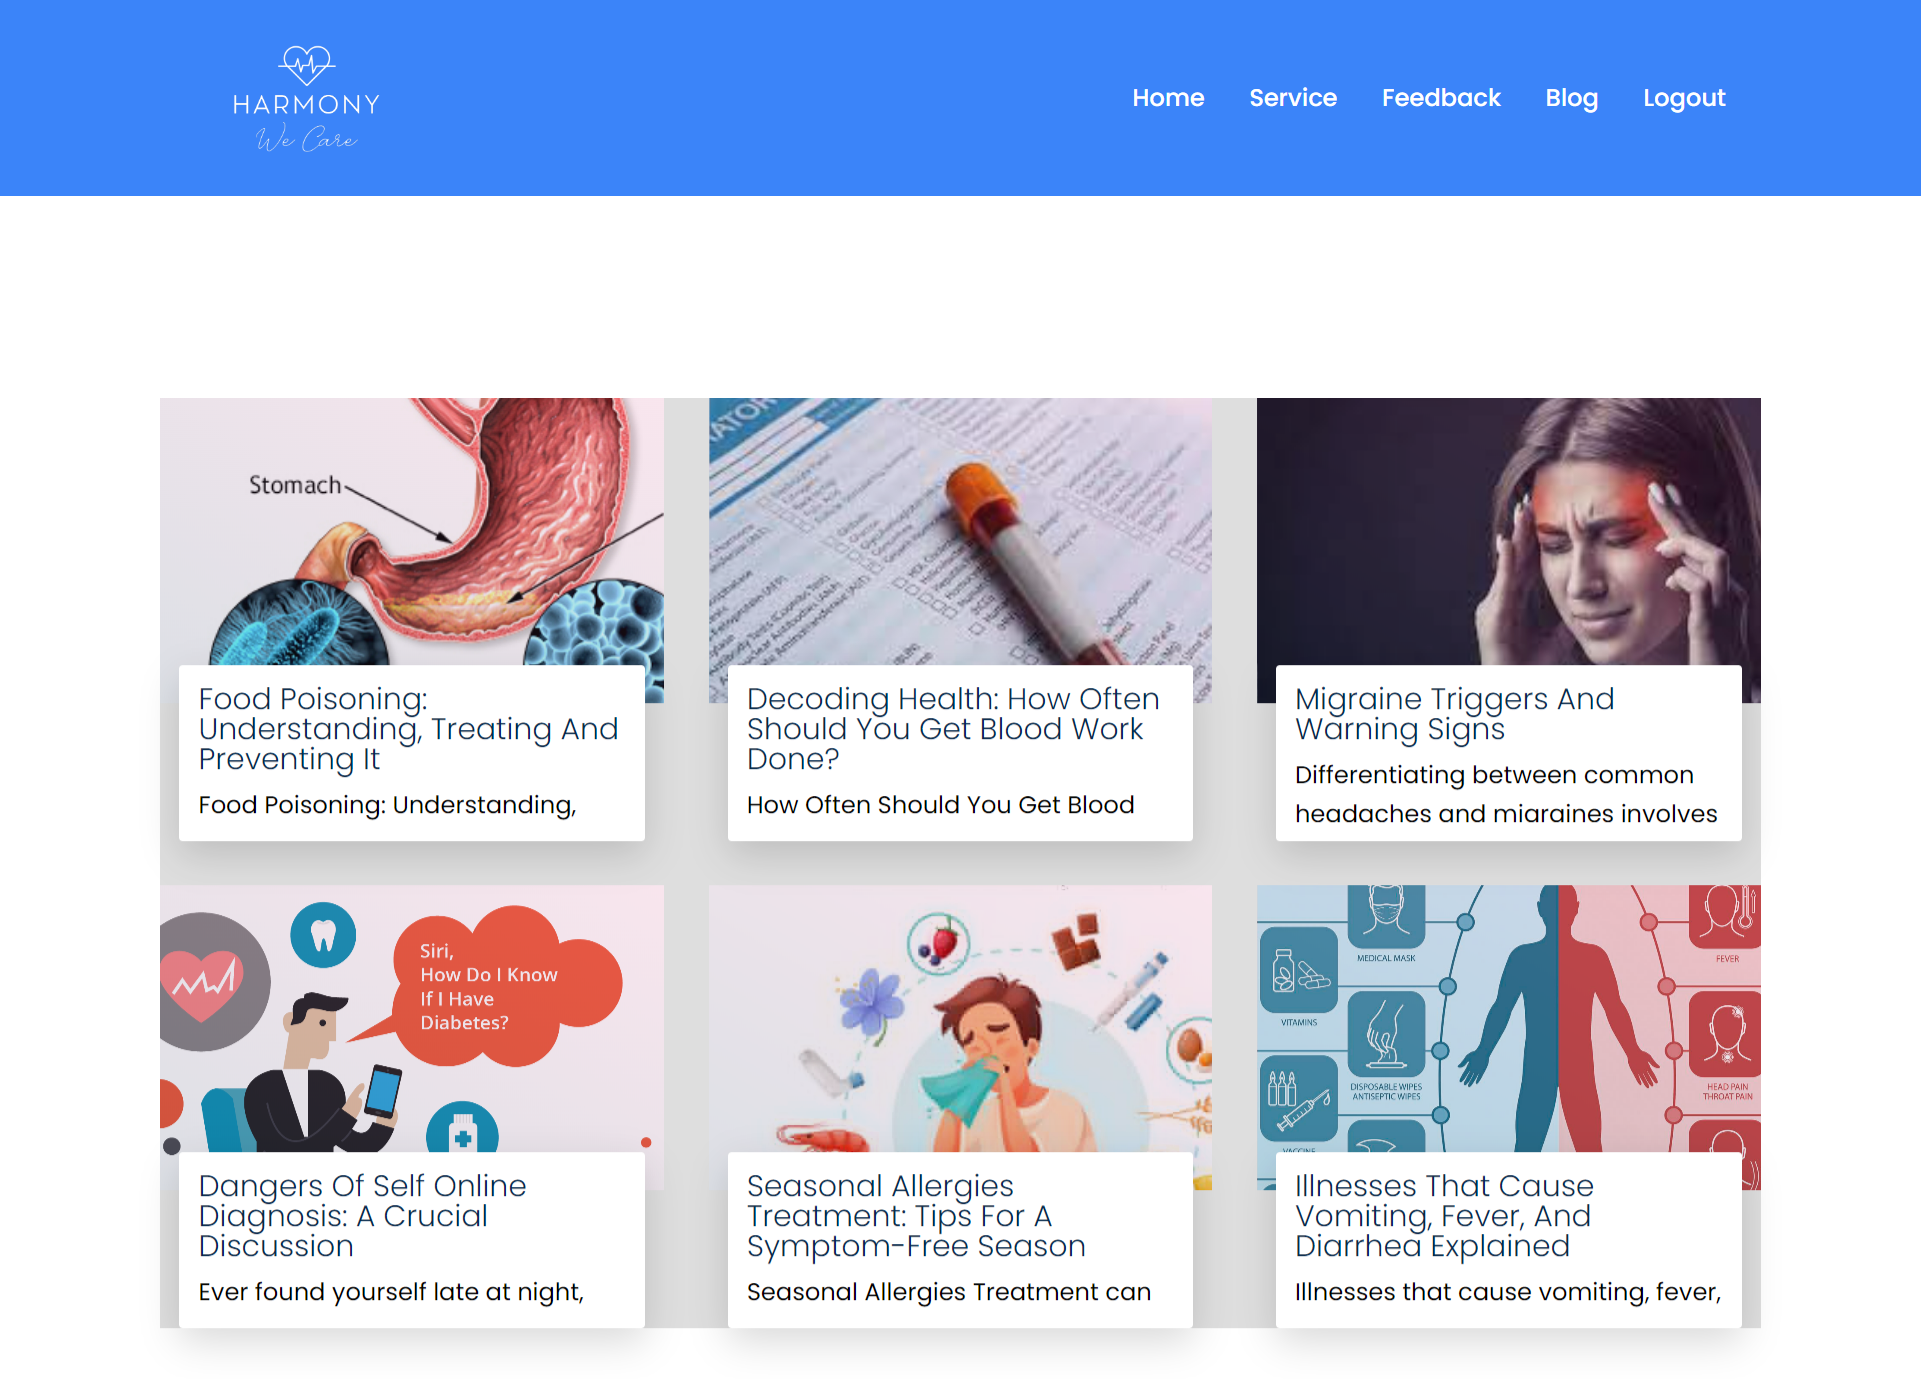 HARMONY
We Care
Home Service Feedback Blog Logout
Stomach
Food Poisoning:
Understanding, Treating And
Preventing It
Food Poisoning: Understanding,
Decoding Health: How Often
Should You Get Blood Work
Done?
How Often Should You Get Blood
Migraine Triggers And
Warning Signs
Differentiating between common
headaches and migraines involves
Siri,
How Do I Know
If I Have
Diabetes?
Dangers Of Self Online
Diagnosis: A Crucial
Discussion
Ever found yourself late at night,
Seasonal Allergies
Treatment: Tips For A
Symptom-Free Season
Seasonal Allergies Treatment can
MEDICAL MASK
VITAMINS
DISPOSABLE WIPES
ANTISEPTIC WIPES
VACCINE
FEVER
HEAD PAIN
THROAT PAIN
Illnesses That Cause
Vomiting, Fever, And
Diarrhea Explained
Illnesses that cause vomiting, fever,